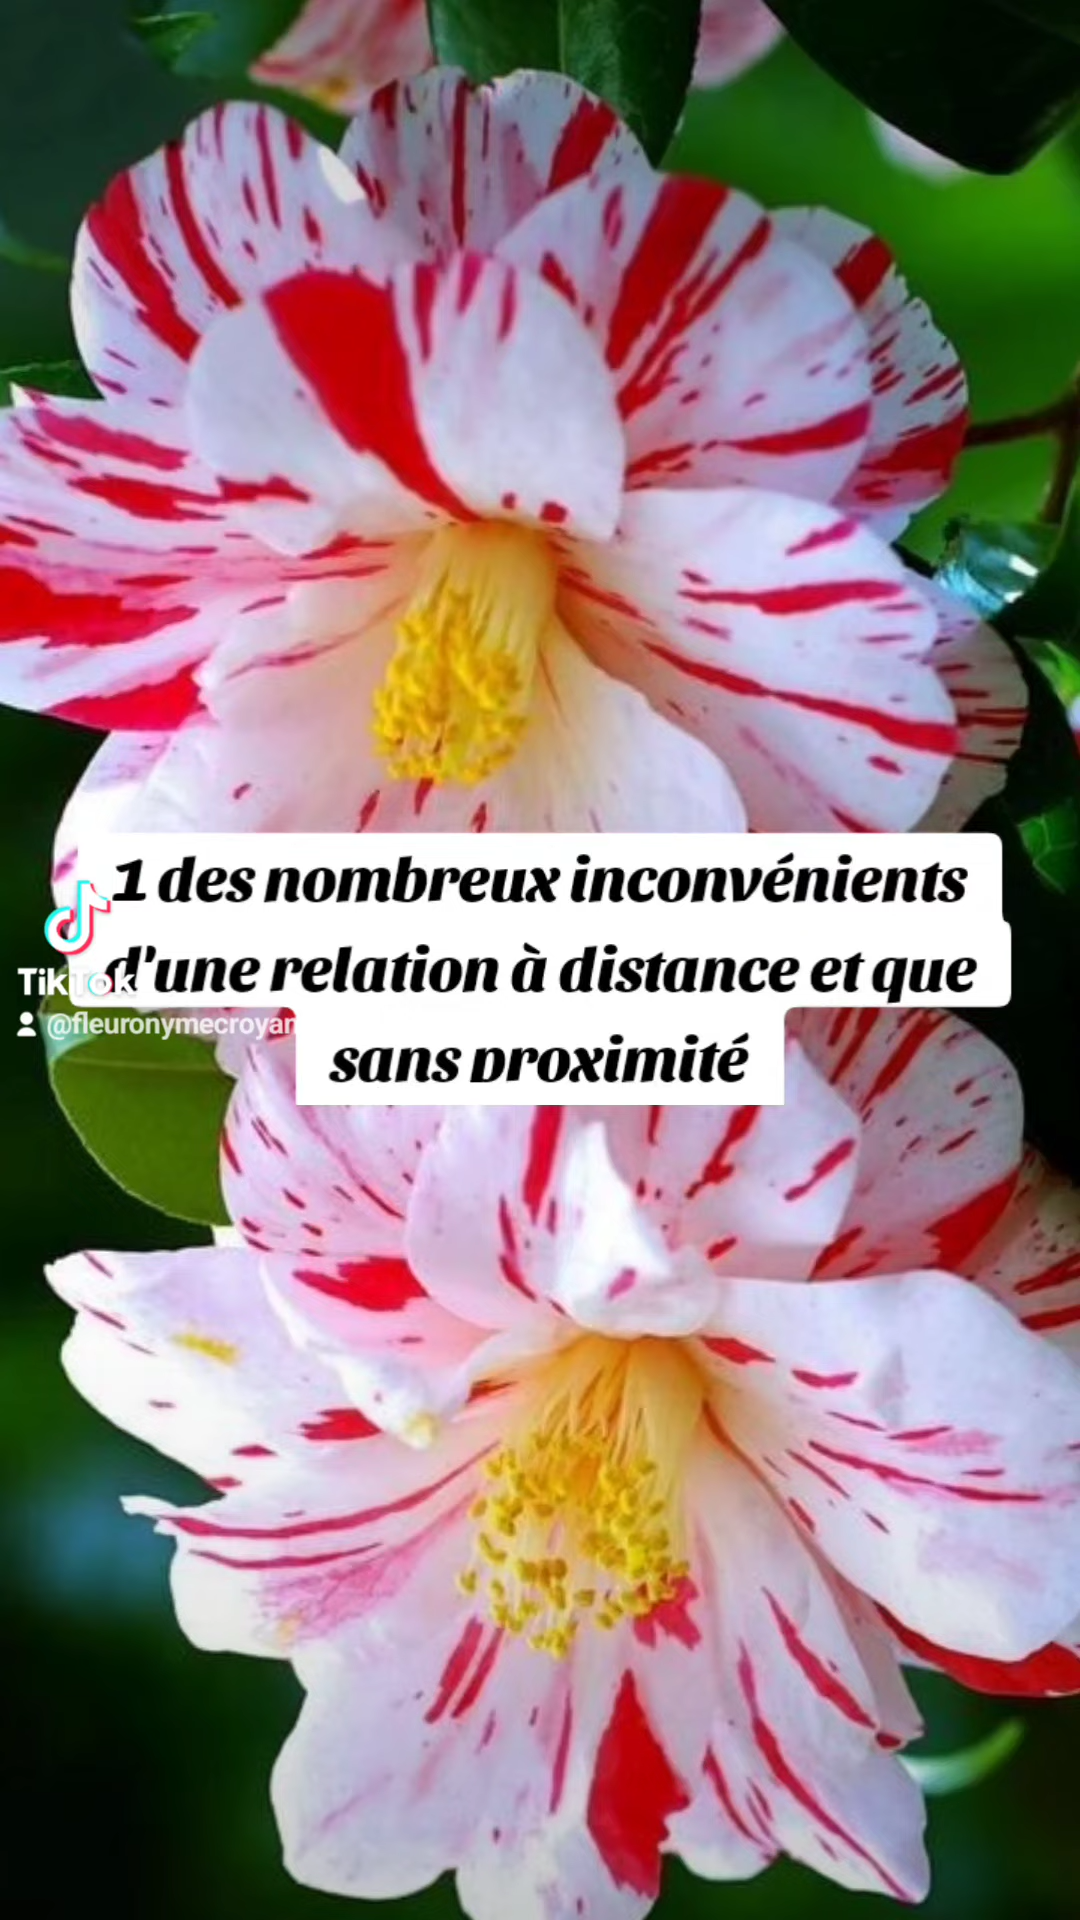 1 des nombreux inconvénients
d'une relation à distance et que
sans proximité
TikTok
@fleuronymecroyan